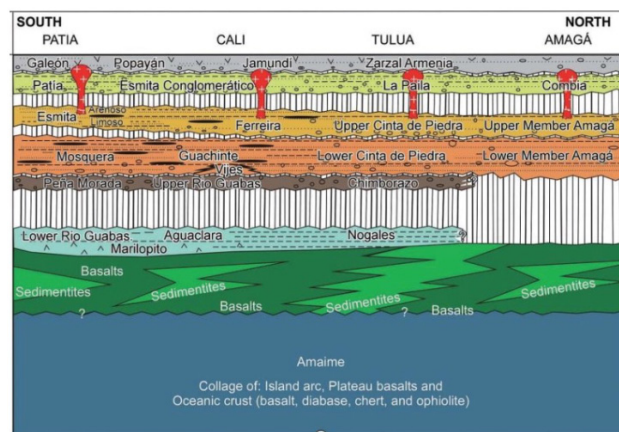 SOUTH NORTH
PATIA CALI TULUA AMAGÁ
Galeón Popayán Jamundí Zarzal Armenia
Patía Esmita Conglomerático La Paila Combia
Arenoso
Esmita Limoso Ferreira Upper Cinta de Piedra Upper Member Amagá
Mosquera Guachinte Lower Cinta de Piedra Lower Member Amagá
Vijes
Peña Morada Upper Rio Guabas Chimborazo
Lower Rio Guabas Aguaclara Nogales
Marilopito
Basalts
Sedimentites Sedimentites Sedimentites
Basalts Basalts
? ?
Amaime
Collage of: Island arc, Plateau basalts and
Oceanic crust (basalt, diabase, chert, and ophiolite)